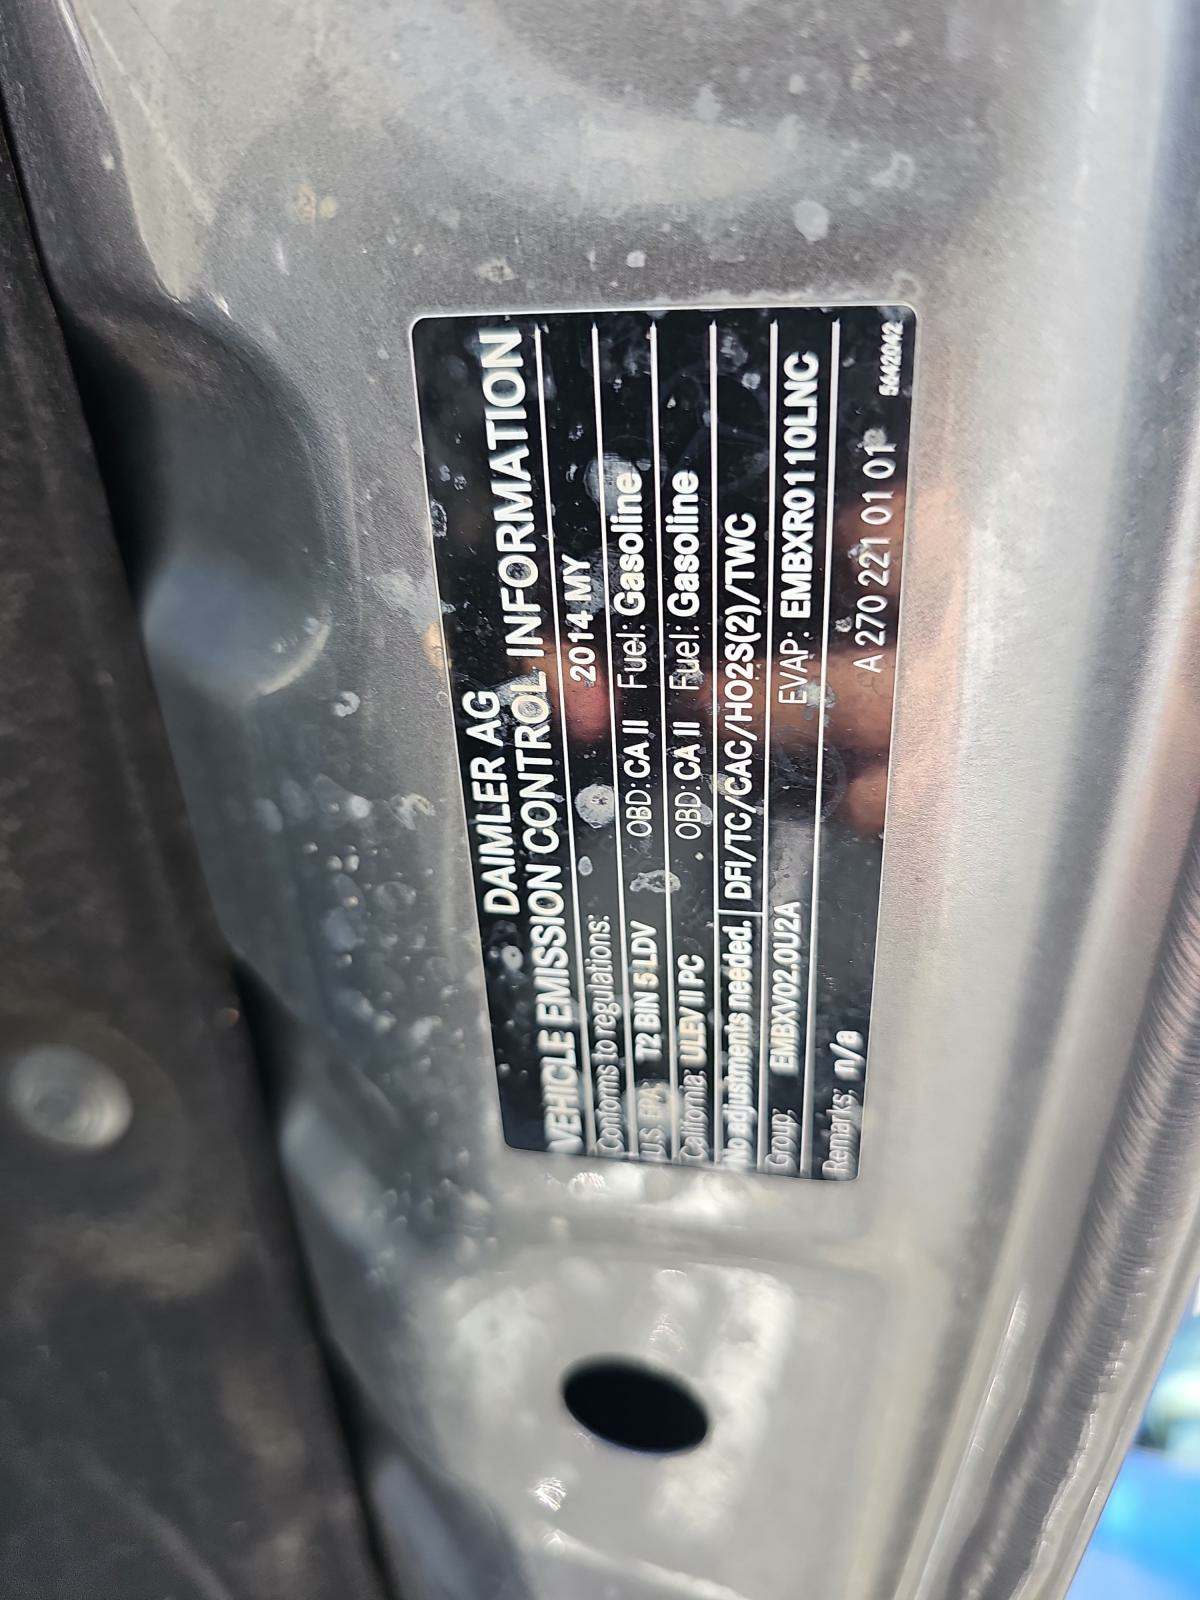 DAIMLER AG
VEHICLE EMISSION CONTROL INFORMATION
Conforms to regulations: 2014 MY
U.S. EPA: T2 BIN 5 LDV OBD: CA II Fuel: Gasoline
California: ULEV II PC OBD: CA II Fuel: Gasoline
No adjustments needed. DFI/TC/CAC/HO2S(2)/TWC
Group: EMBXV02.0U2A EVAP: EMBXR0110LNC
Remarks: n/a
A 270 221 01 01
5642042